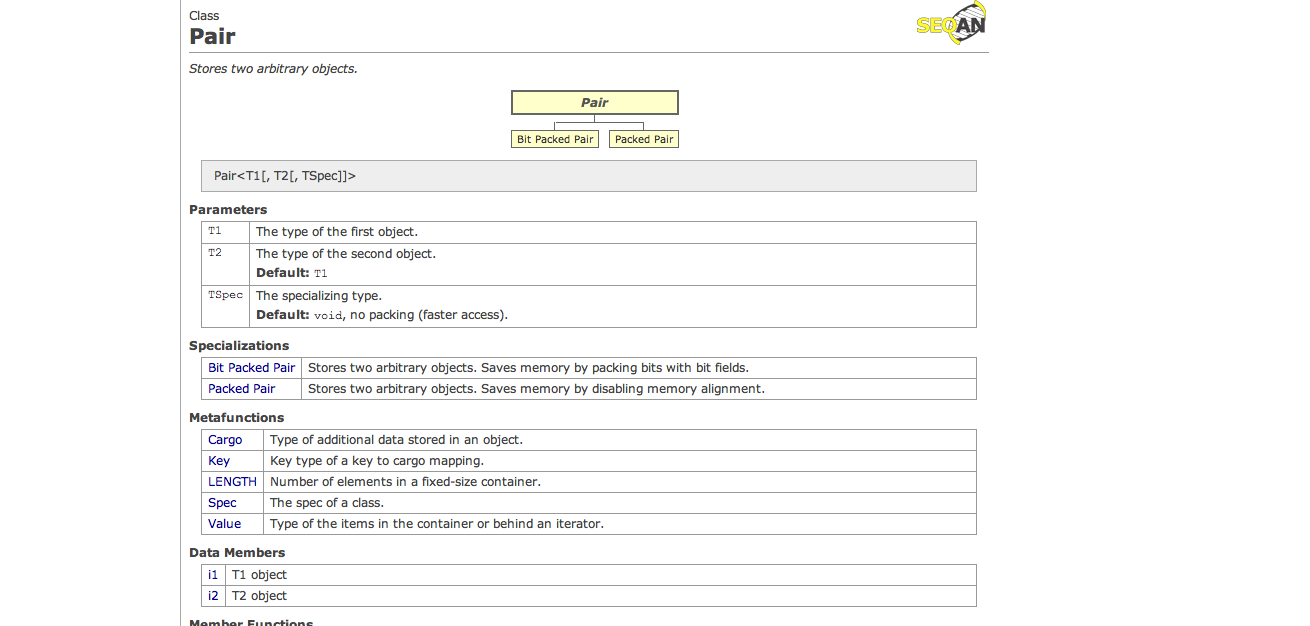 Class
SEQAN
Pair
Stores two arbitrary objects.
Pair
Bit Packed Pair Packed Pair
Pair<T1[, T2[, TSpec]]>
Parameters
T1 The type of the first object.
T2 The type of the second object.
Default: T1
TSpec The specializing type.
Default: void, no packing (faster access).
Specializations
Bit Packed Pair Stores two arbitrary objects. Saves memory by packing bits with bit fields.
Packed Pair Stores two arbitrary objects. Saves memory by disabling memory alignment.
Metafunctions
Cargo Type of additional data stored in an object.
Key Key type of a key to cargo mapping.
LENGTH Number of elements in a fixed-size container.
Spec The spec of a class.
Value Type of the items in the container or behind an iterator.
Data Members
i1 T1 object
i2 T2 object
Member Functions